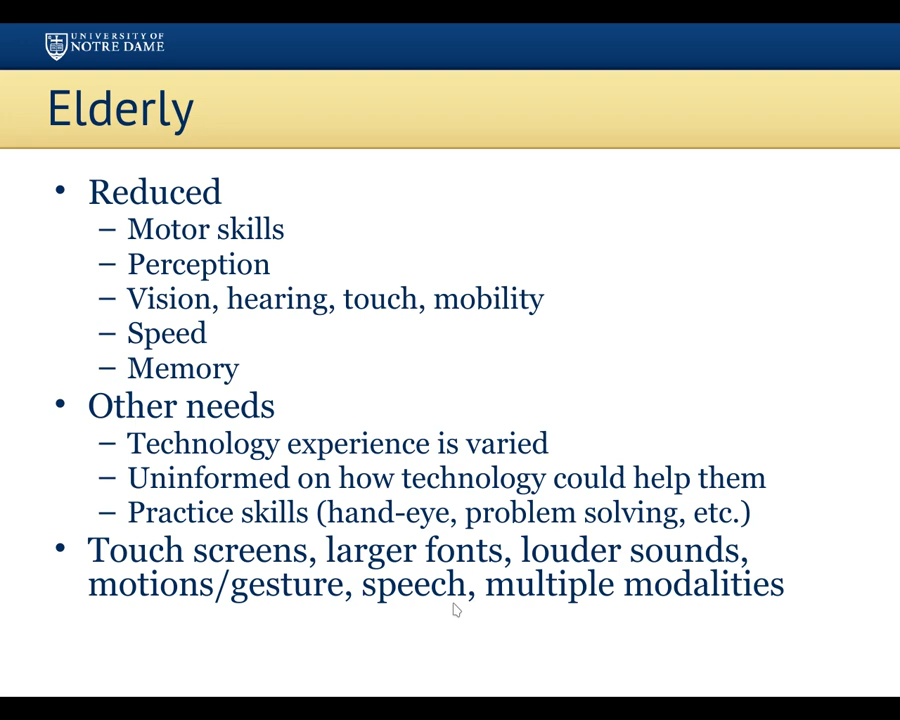 UNIVERSITY OF
NOTRE DAME
Elderly
• Reduced
– Motor skills
– Perception
– Vision, hearing, touch, mobility
– Speed
– Memory
• Other needs
– Technology experience is varied
– Uninformed on how technology could help them
– Practice skills (hand-eye, problem solving, etc.)
• Touch screens, larger fonts, louder sounds,
motions/gesture, speech, multiple modalities